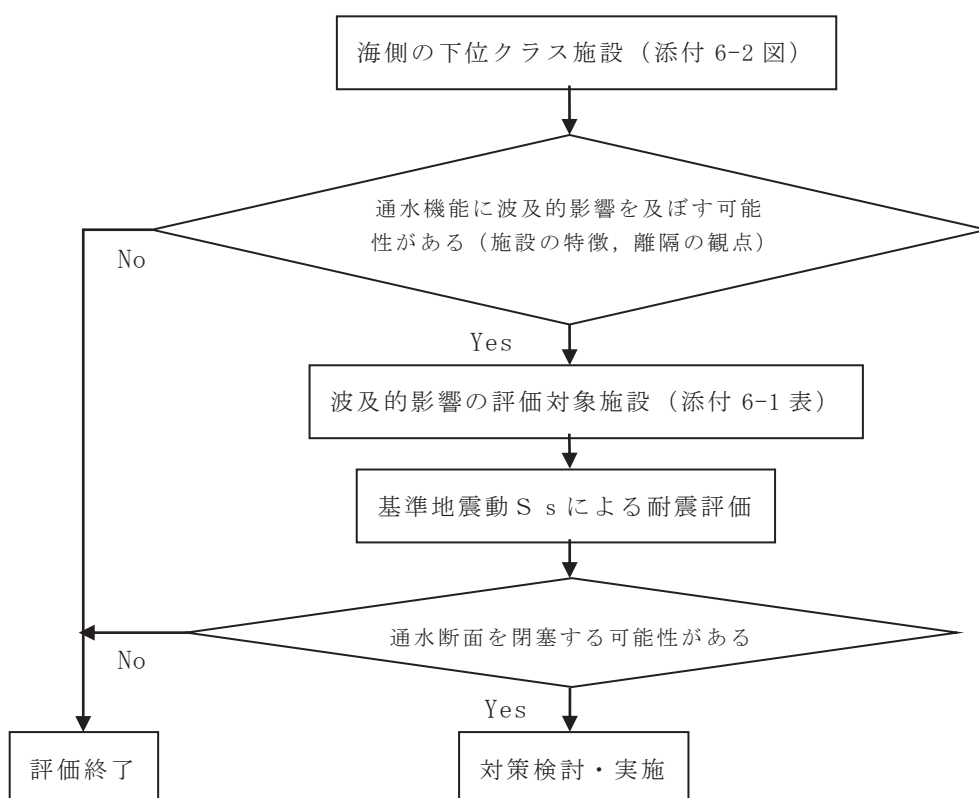 海側の下位クラス施設（添付 6-2 図）
通水機能に波及的影響を及ぼす可能
性がある（施設の特徴，離隔の観点）
No
Yes
波及的影響の評価対象施設（添付 6-1 表）
基準地震動Ｓｓによる耐震評価
通水断面を閉塞する可能性がある
No
Yes
評価終了
対策検討・実施